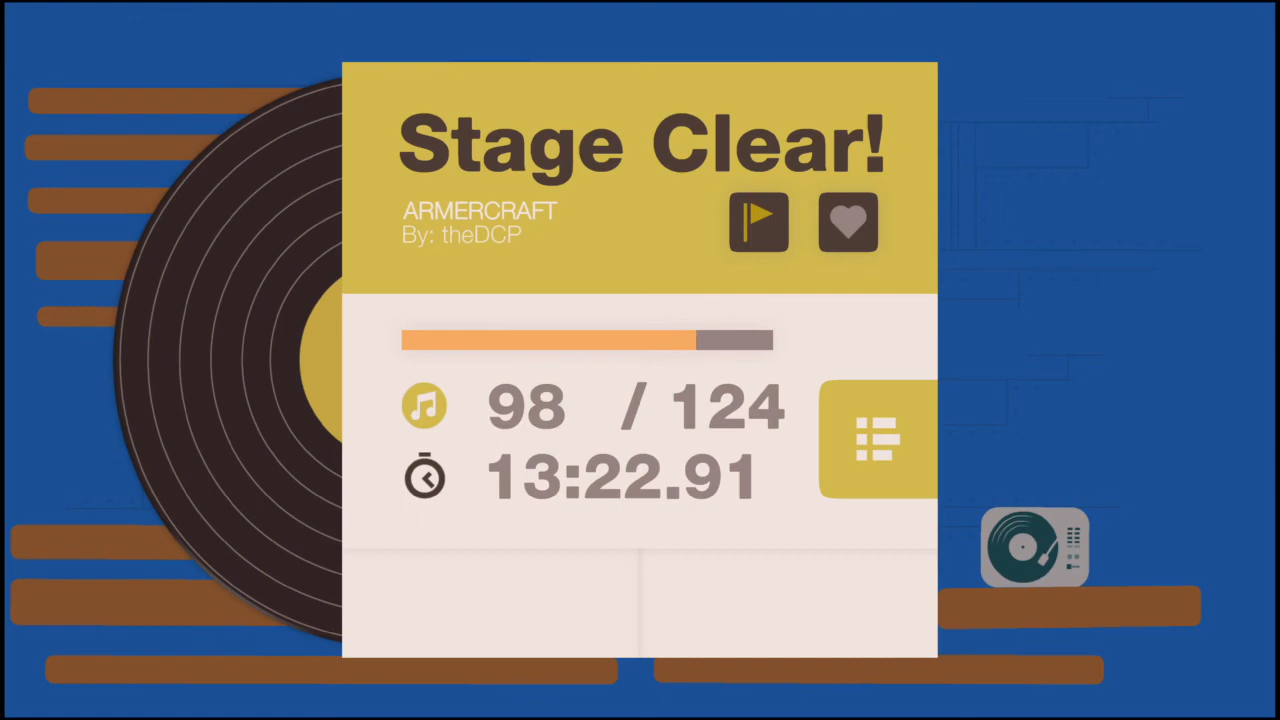 Stage Clear!
ARMERCRAFT
By: theDCP
98 / 124
13:22.91